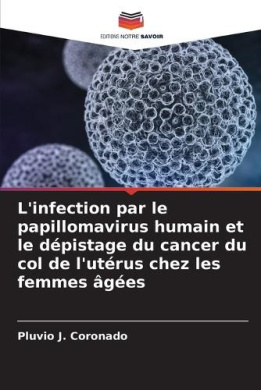 EDITIONS NOTRE SAVOIR
L'infection par le
papillomavirus humain et
le dépistage du cancer du
col de l'utérus chez les
femmes âgées
Pluvio J. Coronado